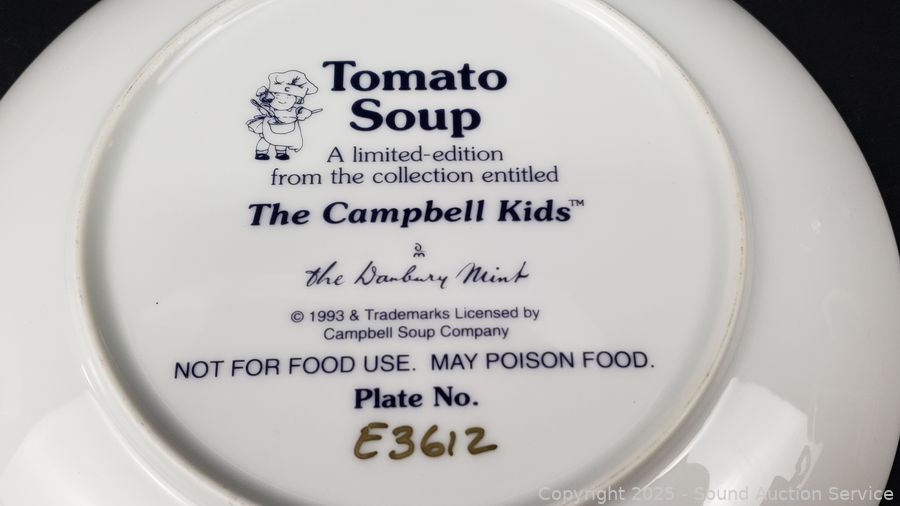 Tomato
Soup
A limited-edition
from the collection entitled
The Campbell Kids™
the Danbury Mint
© 1993 & Trademarks Licensed by
Campbell Soup Company
NOT FOR FOOD USE. MAY POISON FOOD.
Plate No.
E3612
Copyright 2025 - Sound Auction Service